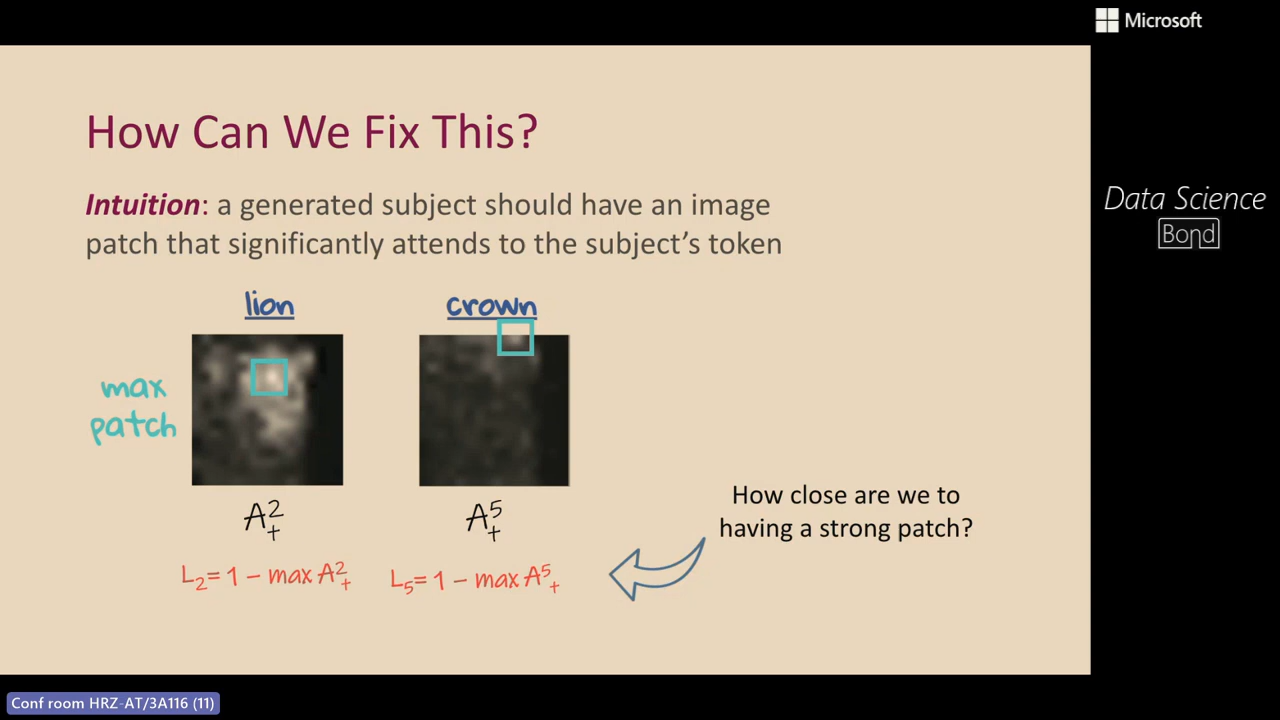 Microsoft
How Can We Fix This?
Intuition: a generated subject should have an image
patch that significantly attends to the subject's token
Data Science
Bond
lion
crown
max
patch
A²₊
A⁵₊
How close are we to
having a strong patch?
L₂= 1 – max A²₊
L₅= 1 – max A⁵₊
Conf room HRZ-AT/3A116 (11)